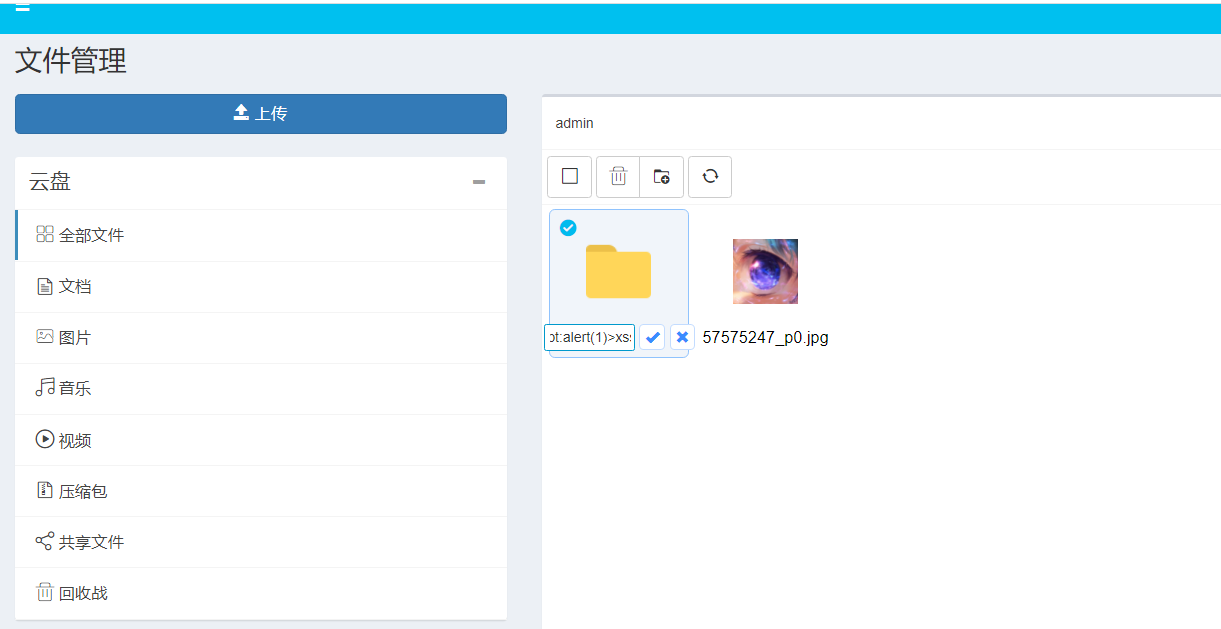 文件管理
上传
云盘
全部文件
文档
图片
音乐
视频
压缩包
共享文件
回收战
admin
pt:alert(1)>xss
57575247_p0.jpg